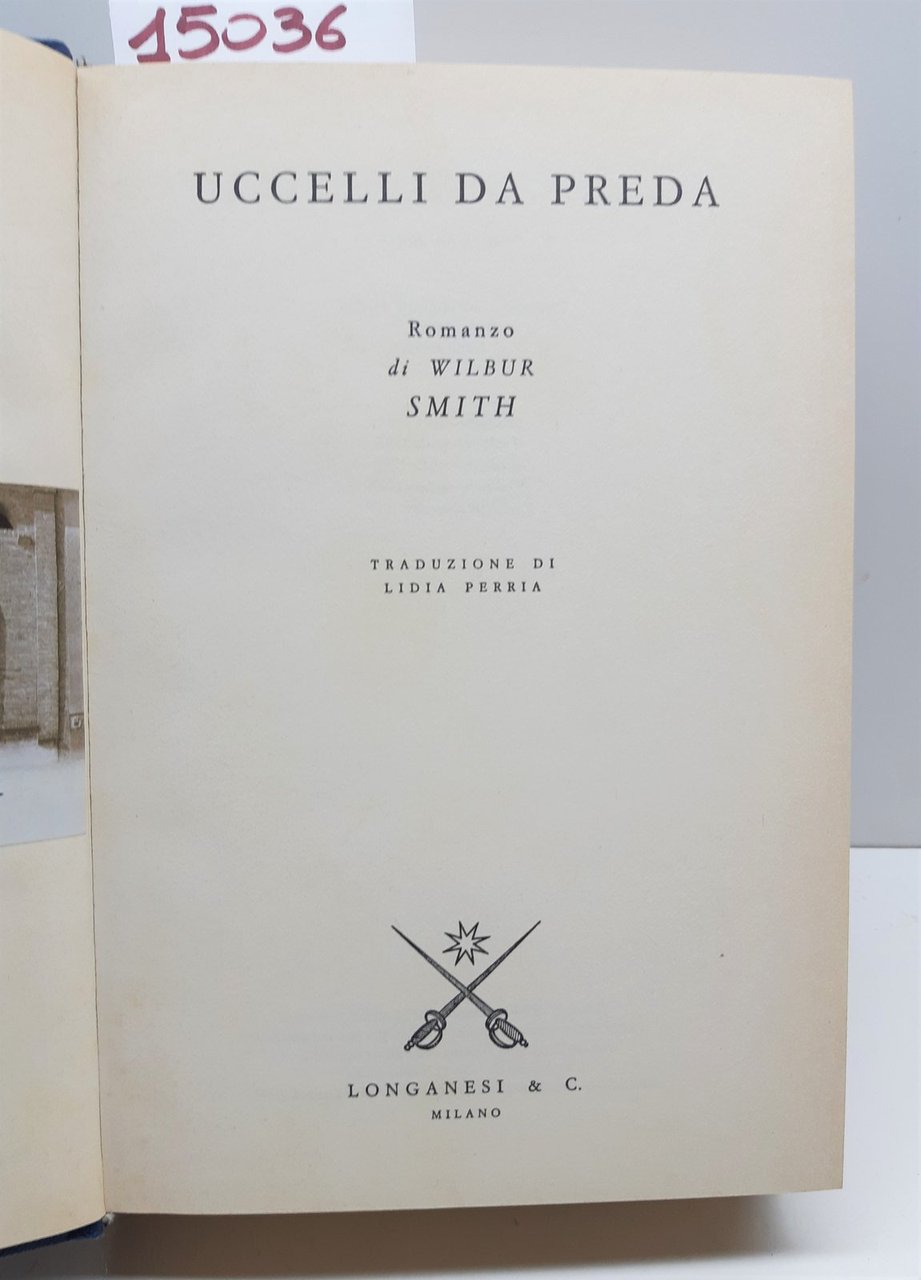 15036
UCCELLI DA PREDA
Romanzo
di WILBUR
SMITH
TRADUZIONE DI
LIDIA PERRIA
LONGANESI & C.
MILANO